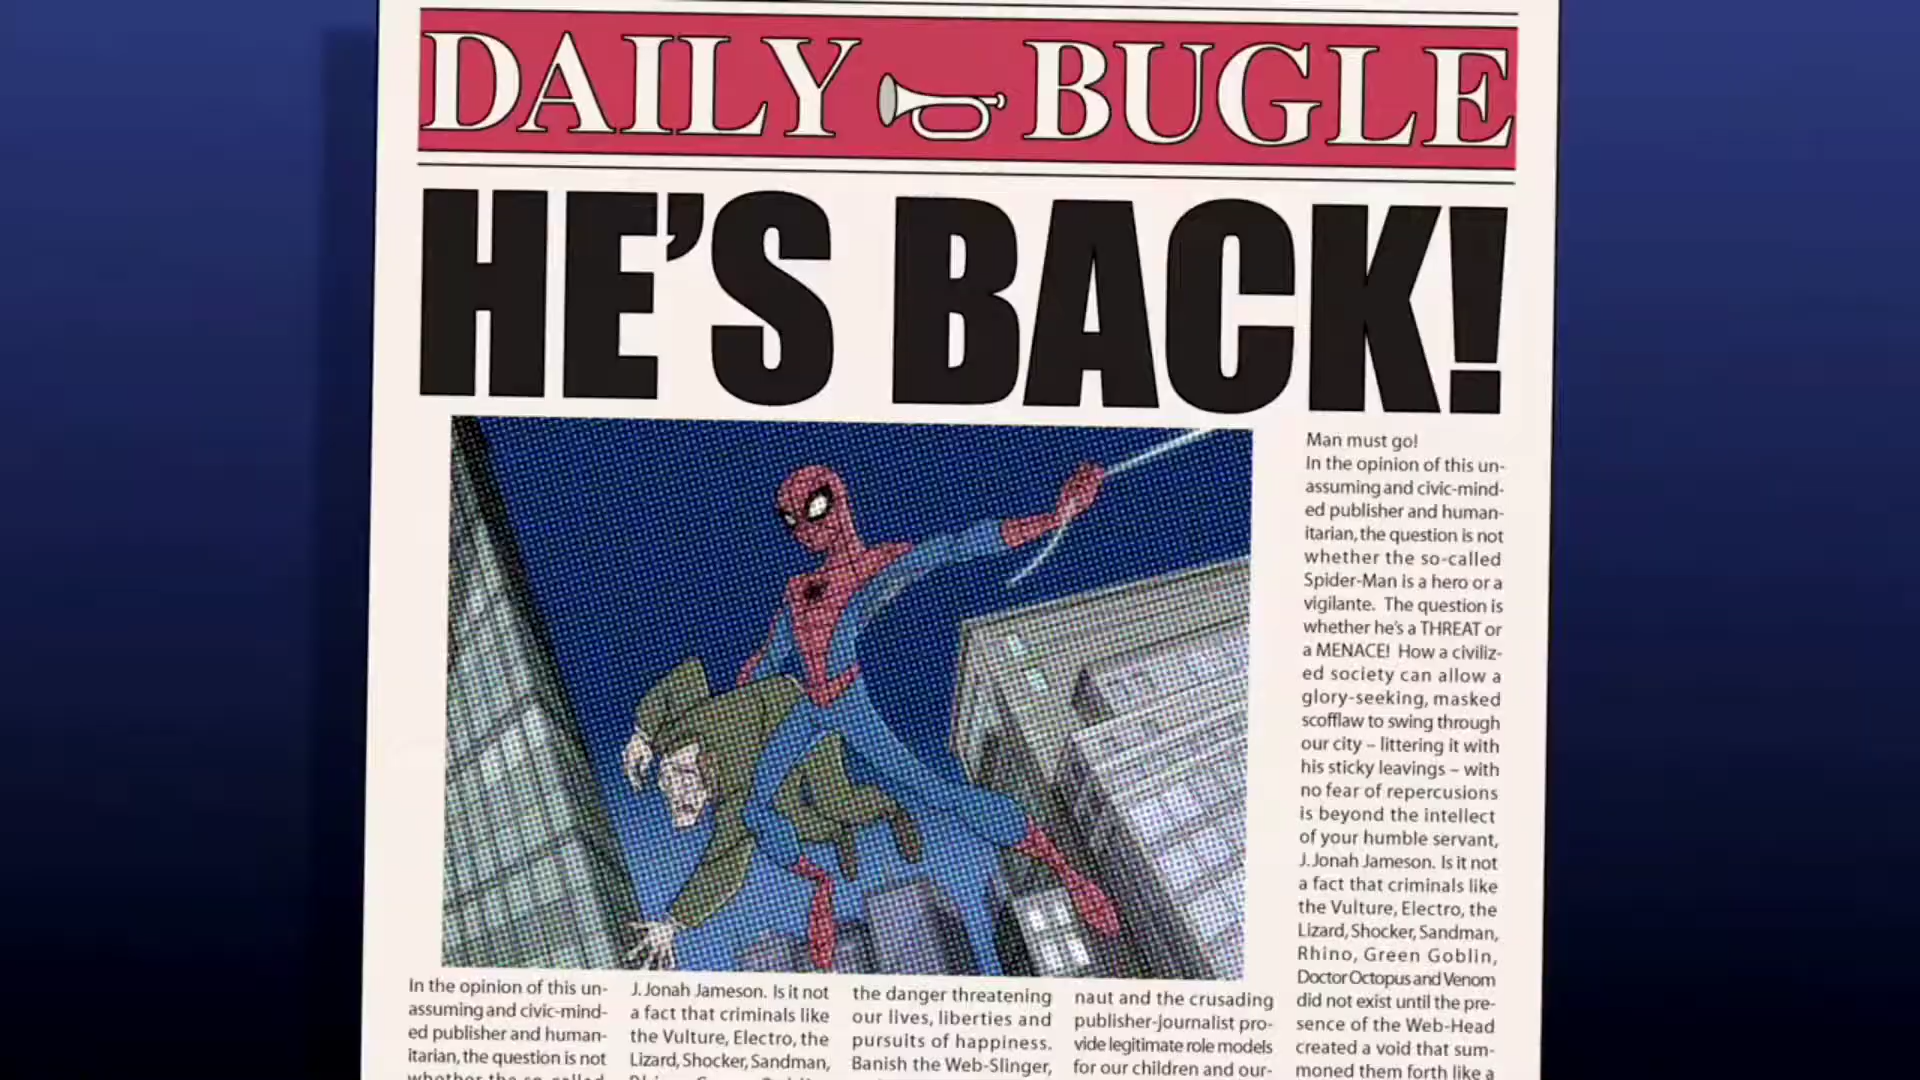 DAILY BUGLE
HE'S BACK!
In the opinion of this un-
assuming and civic-mind-
ed publisher and human-
itarian, the question is not
whether the so-called
J. Jonah Jameson. Is it not
a fact that criminals like
the Vulture, Electro, the
Lizard, Shocker, Sandman,
the danger threatening
our lives, liberties and
pursuits of happiness.
Banish the Web-Slinger,
naut and the crusading
publisher-journalist pro-
vide legitimate role models
for our children and our-
Man must go!
In the opinion of this un-
assuming and civic-mind-
ed publisher and human-
itarian, the question is not
whether the so-called
Spider-Man is a hero or a
vigilante. The question is
whether he's a THREAT or
a MENACE! How a civiliz-
ed society can allow a
glory-seeking, masked
scofflaw to swing through
our city – littering it with
his sticky leavings – with
no fear of repercusions
is beyond the intellect
of your humble servant,
J. Jonah Jameson. Is it not
a fact that criminals like
the Vulture, Electro, the
Lizard, Shocker, Sandman,
Rhino, Green Goblin,
Doctor Octopus and Venom
did not exist until the pre-
sence of the Web-Head
created a void that sum-
moned them forth like a